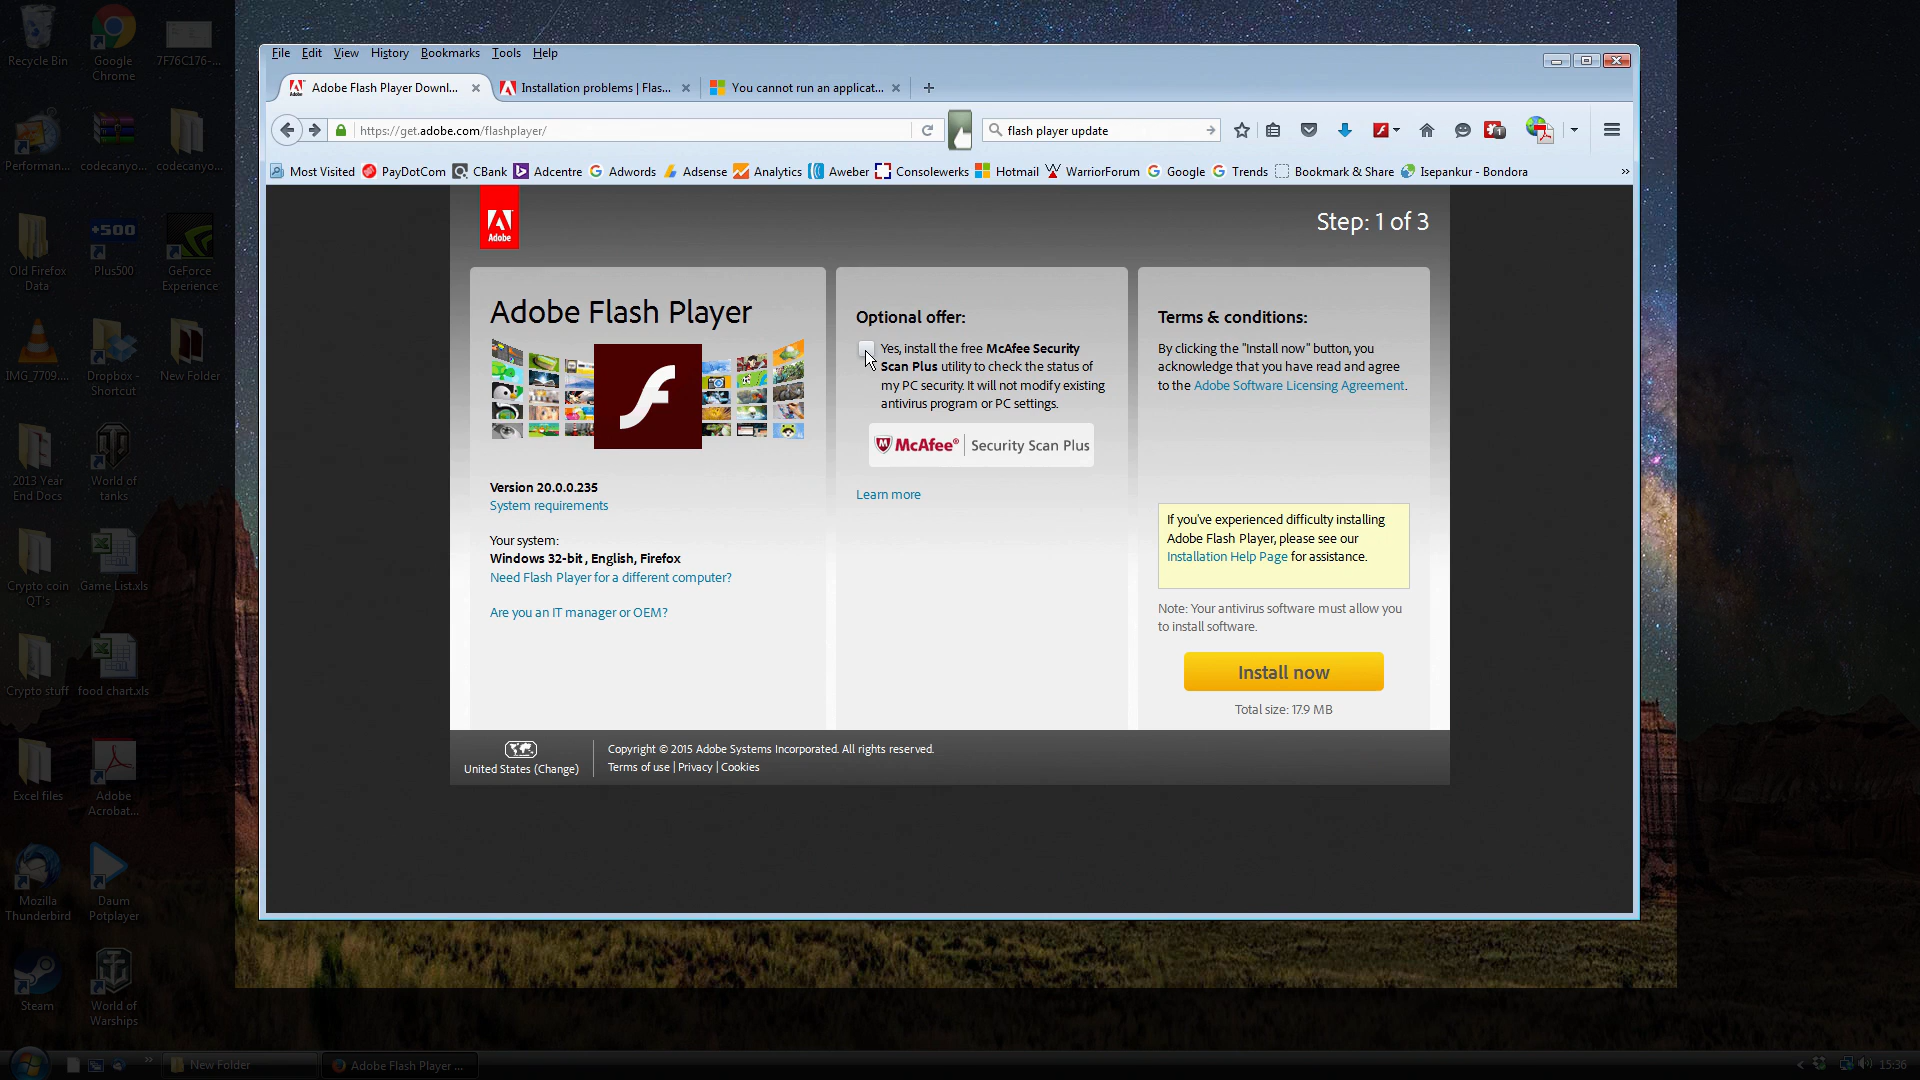 Recycle Bin
Google
Chrome
7F76C176-...
Performan...
codecanyo...
codecanyo...
Old Firefox
Data
+500
Plus500
GeForce
Experience
IMG_7709....
Dropbox -
Shortcut
New Folder
2013 Year
End Docs
World of
tanks
Crypto coin
QT's
Game List.xls
Crypto stuff
food chart.xls
Excel files
Adobe
Acrobat...
Mozilla
Thunderbird
Daum
Potplayer
Steam
World of
Warships
File Edit View History Bookmarks Tools Help
Adobe Flash Player Downl...
Installation problems | Flas...
You cannot run an applicat...
https://get.adobe.com/flashplayer/
flash player update
1
Most Visited PayDotCom CBank Adcentre Adwords Adsense Analytics Aweber Consolewerks Hotmail WarriorForum Google Trends Bookmark & Share Isepankur - Bondora »
Adobe
Step: 1 of 3
Adobe Flash Player
Version 20.0.0.235
System requirements
Your system:
Windows 32-bit , English, Firefox
Need Flash Player for a different computer?
Are you an IT manager or OEM?
Optional offer:
Yes, install the free McAfee Security
Scan Plus utility to check the status of
my PC security. It will not modify existing
antivirus program or PC settings.
McAfee® Security Scan Plus
Learn more
Terms & conditions:
By clicking the "Install now" button, you
acknowledge that you have read and agree
to the Adobe Software Licensing Agreement.
If you've experienced difficulty installing
Adobe Flash Player, please see our
Installation Help Page for assistance.
Note: Your antivirus software must allow you
to install software.
Install now
Total size: 17.9 MB
United States (Change)
Copyright © 2015 Adobe Systems Incorporated. All rights reserved.
Terms of use | Privacy | Cookies
» New Folder
Adobe Flash Player ...
15:36